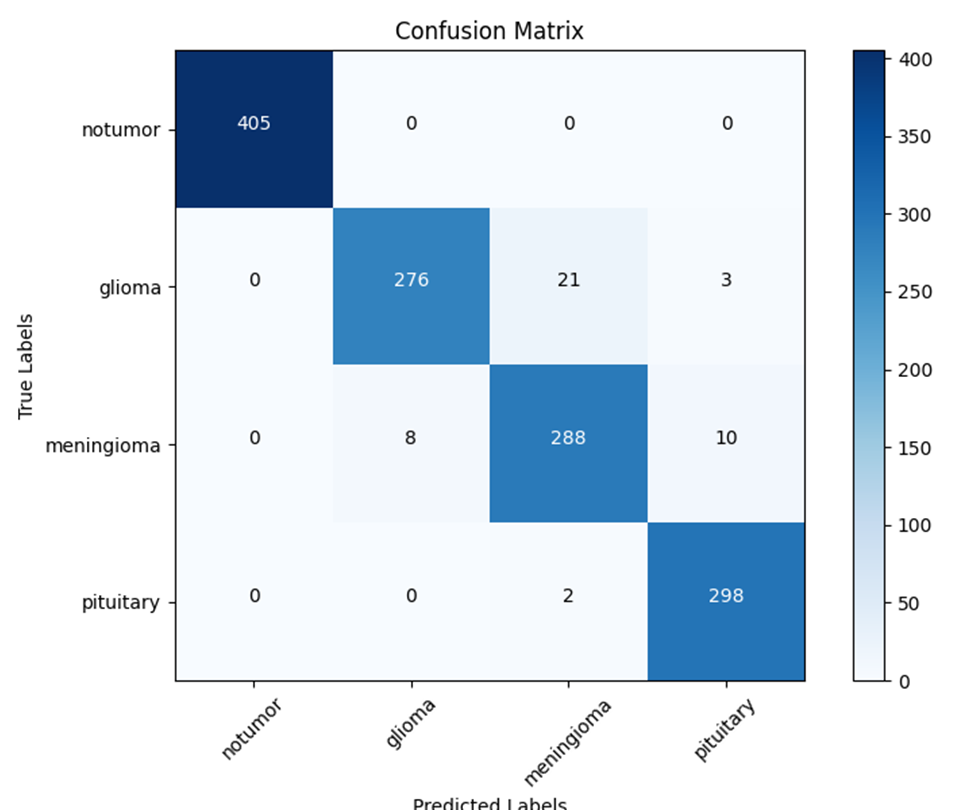 Confusion Matrix
notumor 405 0 0 0
glioma 0 276 21 3
meningioma 0 8 288 10
pituitary 0 0 2 298
notumor glioma meningioma pituitary
Predicted Labels
True Labels
400
350
300
250
200
150
100
50
0